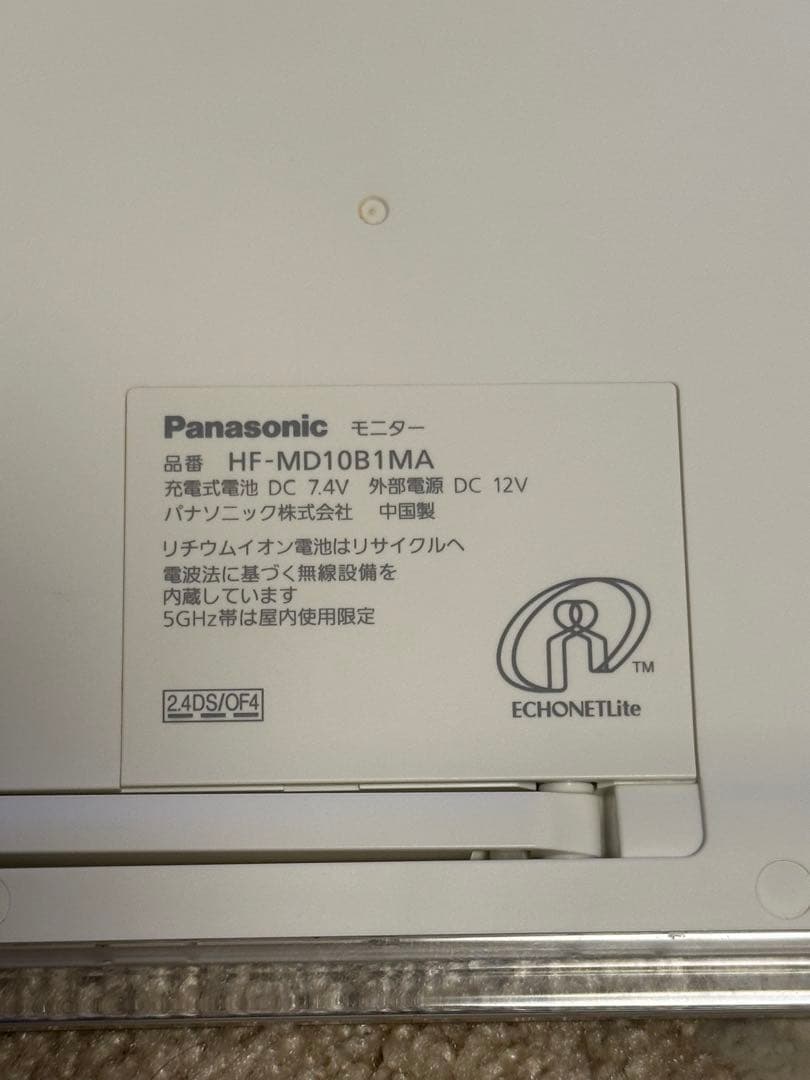 Panasonic モニター
品番 HF-MD10B1MA
充電式電池 DC 7.4V 外部電源 DC 12V
パナソニック株式会社 中国製
リチウムイオン電池はリサイクルへ
電波法に基づく無線設備を
内蔵しています
5GHz帯は屋内使用限定
2.4DS/OF4
TM
ECHONETLite